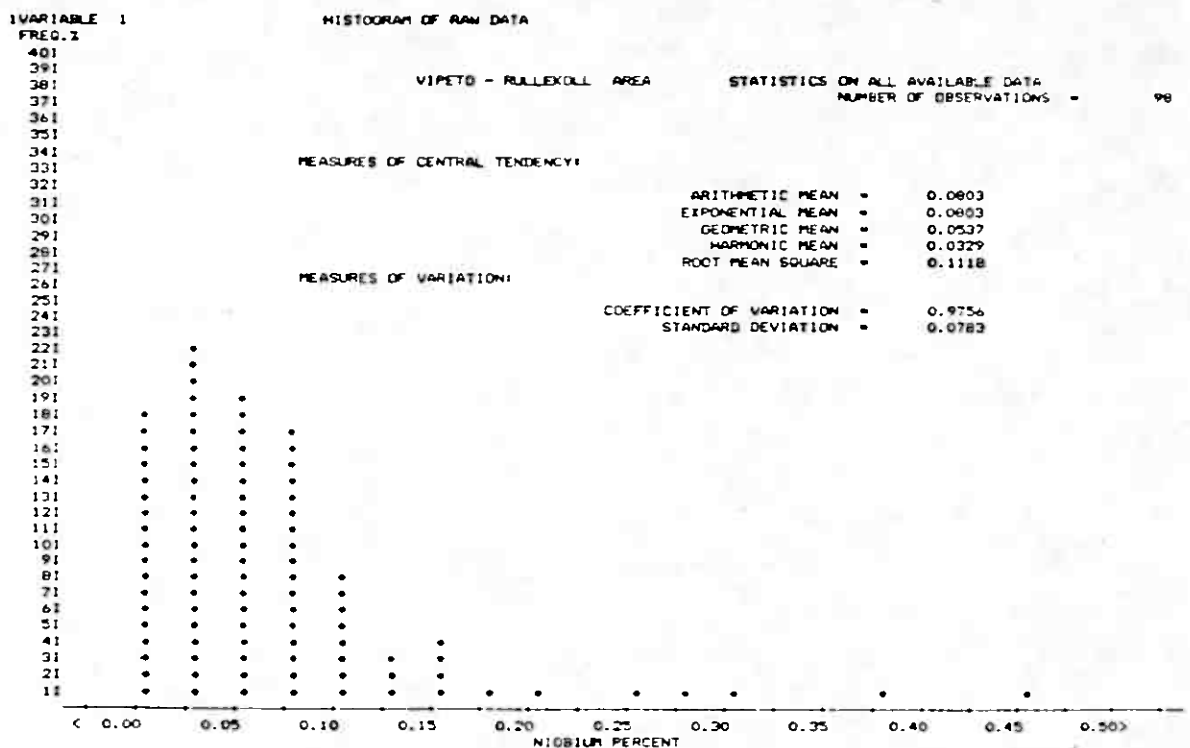 1VARIABLE 1 HISTOGRAM OF RAW DATA
FREQ.%
40I
39I
38I VIPETO - RULLEKOLL AREA STATISTICS ON ALL AVAILABLE DATA
37I NUMBER OF OBSERVATIONS = 98
36I
35I
34I
33I MEASURES OF CENTRAL TENDENCY:
32I
31I ARITHMETIC MEAN = 0.0803
30I EXPONENTIAL MEAN = 0.0803
29I GEOMETRIC MEAN = 0.0537
28I HARMONIC MEAN = 0.0329
27I ROOT MEAN SQUARE = 0.1118
26I MEASURES OF VARIATION:
25I
24I COEFFICIENT OF VARIATION = 0.9756
23I STANDARD DEVIATION = 0.0783
22I
21I
20I
19I
18I
17I
16I
15I
14I
13I
12I
11I
10I
9I
8I
7I
6I
5I
4I
3I
2I
1I
< 0.00 0.05 0.10 0.15 0.20 0.25 0.30 0.35 0.40 0.45 0.50>
NIOBIUM PERCENT